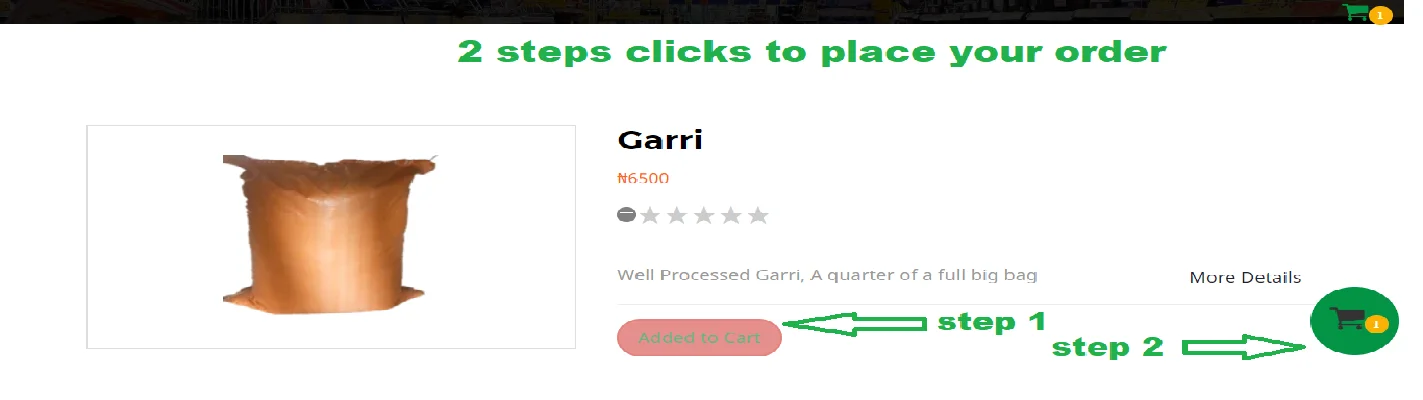 1
2 steps clicks to place your order
Garri
₦6500
Well Processed Garri, A quarter of a full big bag
More Details
Added to Cart
step 1
step 2
1